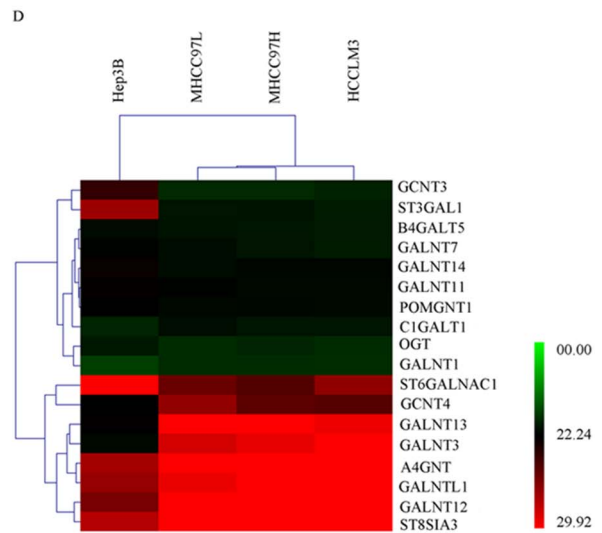 D
Hep3B
MHCC97L
MHCC97H
HCCLM3
GCNT3
ST3GAL1
B4GALT5
GALNT7
GALNT14
GALNT11
POMGNT1
C1GALT1
OGT
GALNT1
ST6GALNAC1
GCNT4
GALNT13
GALNT3
A4GNT
GALNTL1
GALNT12
ST8SIA3
00.00
22.24
29.92